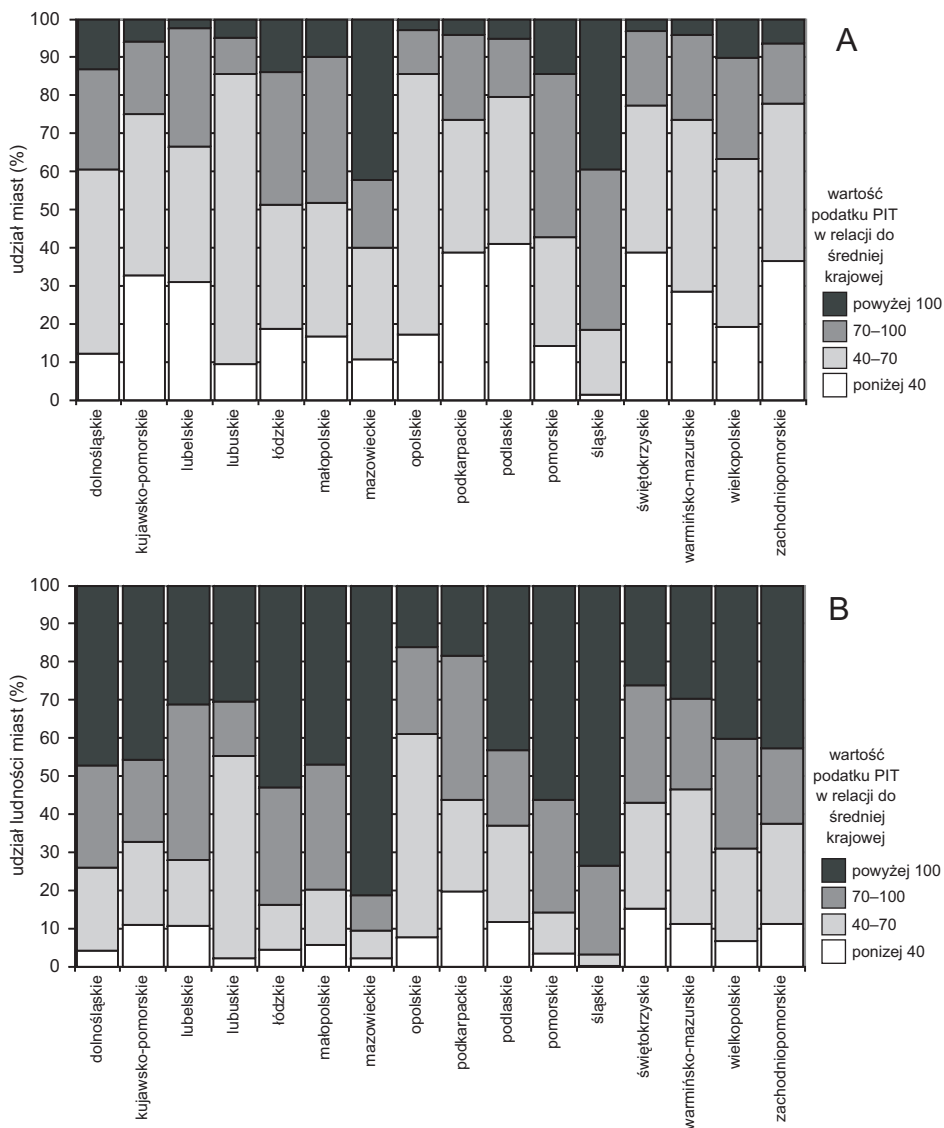 A
udział miast (%)
100
90
80
70
60
50
40
30
20
10
0
wartość
podatku PIT
w relacji do
średniej
krajowej
powyżej 100
70–100
40–70
poniżej 40
dolnośląskie
kujawsko-pomorskie
lubelskie
lubuskie
łódzkie
małopolskie
mazowieckie
opolskie
podkarpackie
podlaskie
pomorskie
śląskie
świętokrzyskie
warmińsko-mazurskie
wielkopolskie
zachodniopomorskie
B
udział ludności miast (%)
100
90
80
70
60
50
40
30
20
10
0
wartość
podatku PIT
w relacji do
średniej
krajowej
powyżej 100
70–100
40–70
ponizej 40
dolnośląskie
kujawsko-pomorskie
lubelskie
lubuskie
łódzkie
małopolskie
mazowieckie
opolskie
podkarpackie
podlaskie
pomorskie
śląskie
świętokrzyskie
warmińsko-mazurskie
wielkopolskie
zachodniopomorskie